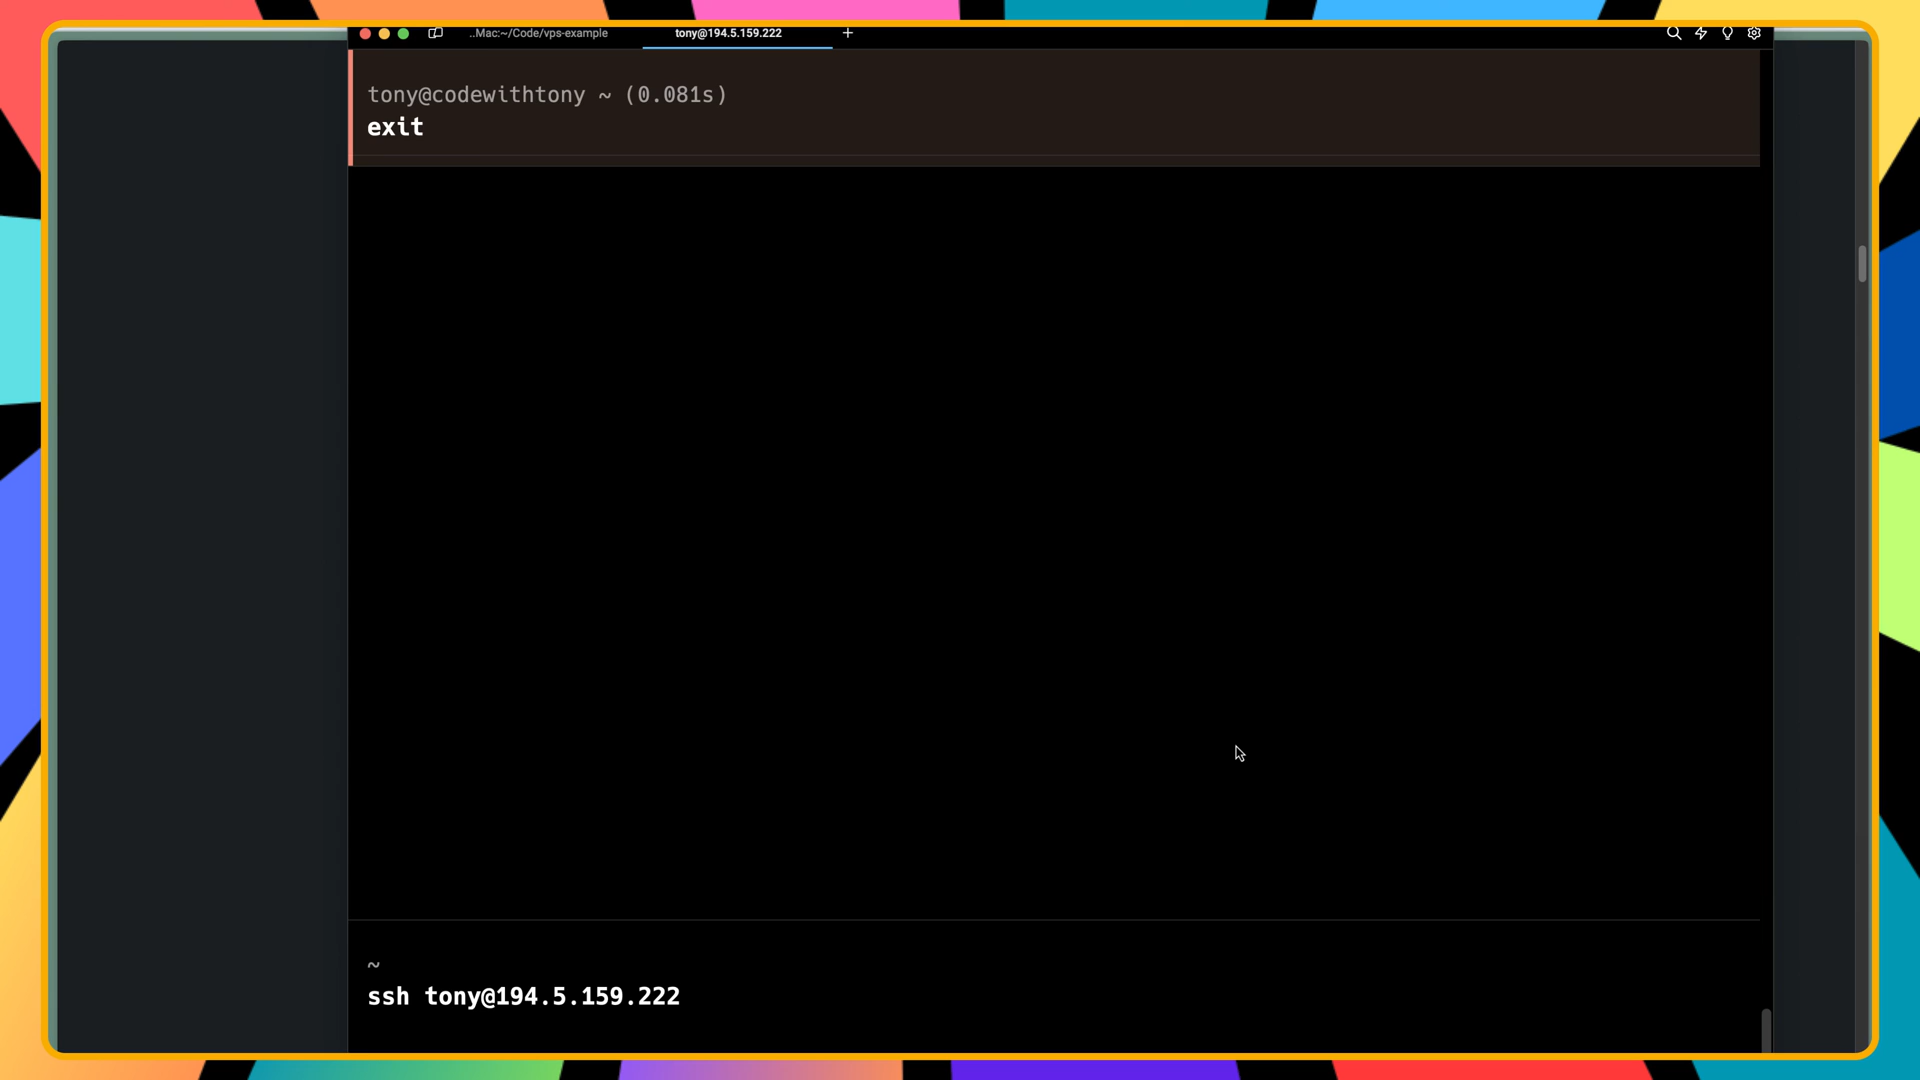 ..Mac:~/Code/vps-example
tony@194.5.159.222
tony@codewithtony ~ (0.081s)
exit
~
ssh tony@194.5.159.222